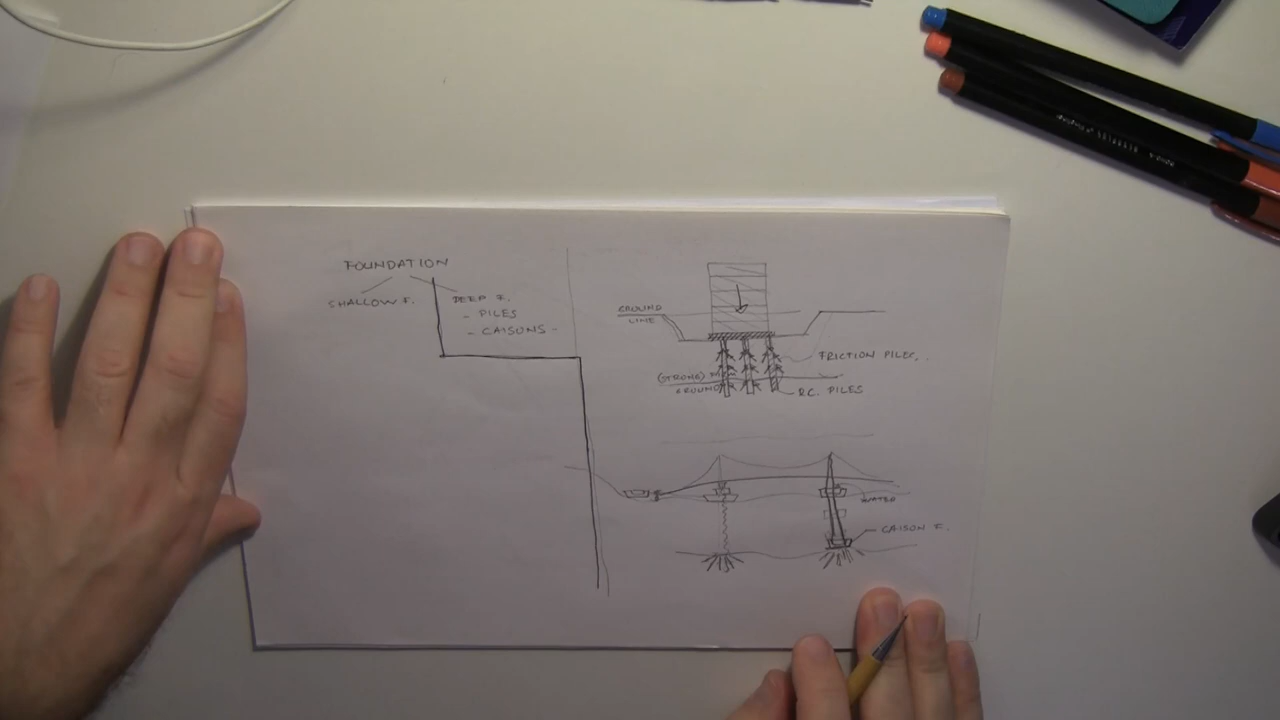 FOUNDATION
SHALLOW F.
DEEP F.
- PILES
- CAISONS -
GROUND
LINE
FRICTION PILES.
(STRONG)
GROUND
R.C. PILES
WATER
CAISON F.